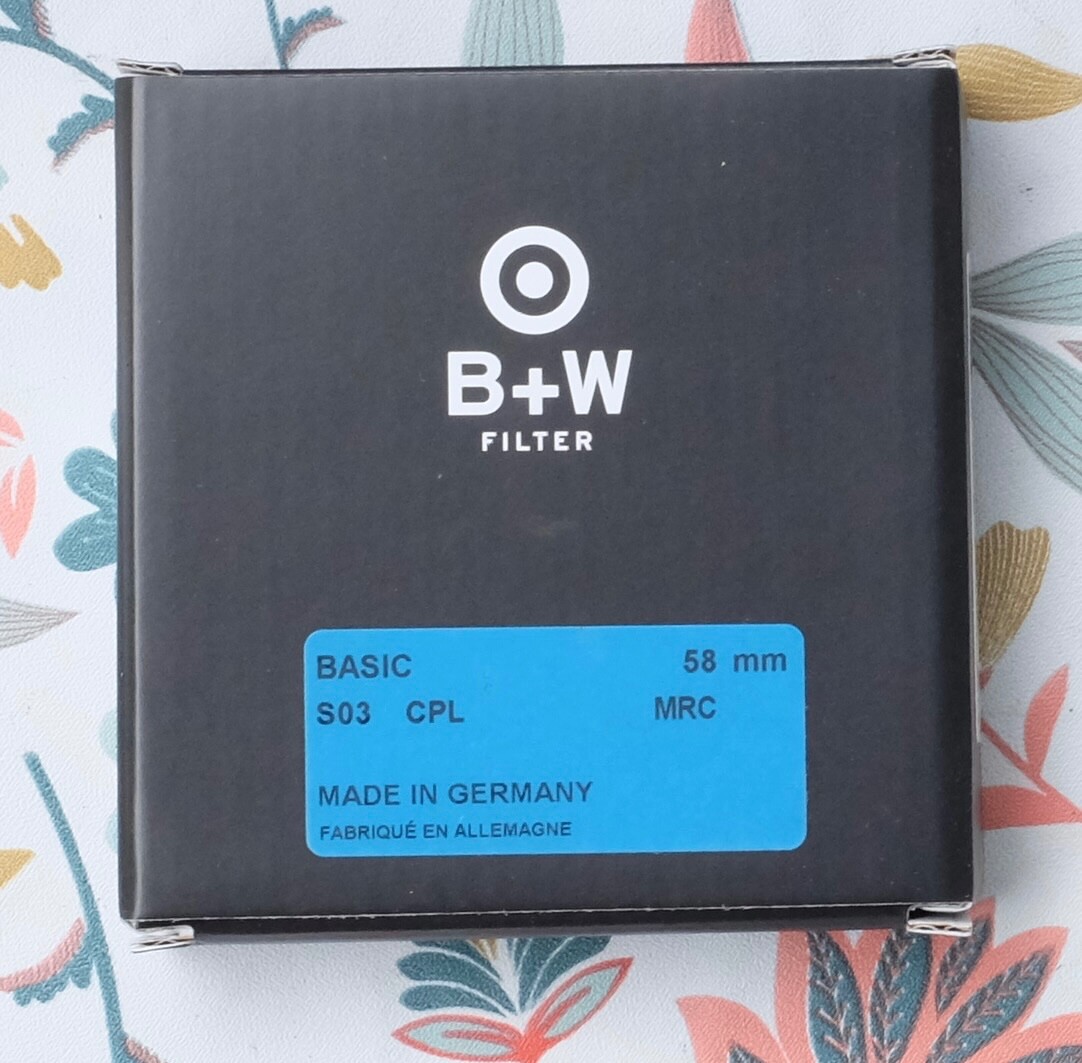 B+W
FILTER
BASIC 58 mm
S03 CPL MRC
MADE IN GERMANY
FABRIQUÉ EN ALLEMAGNE